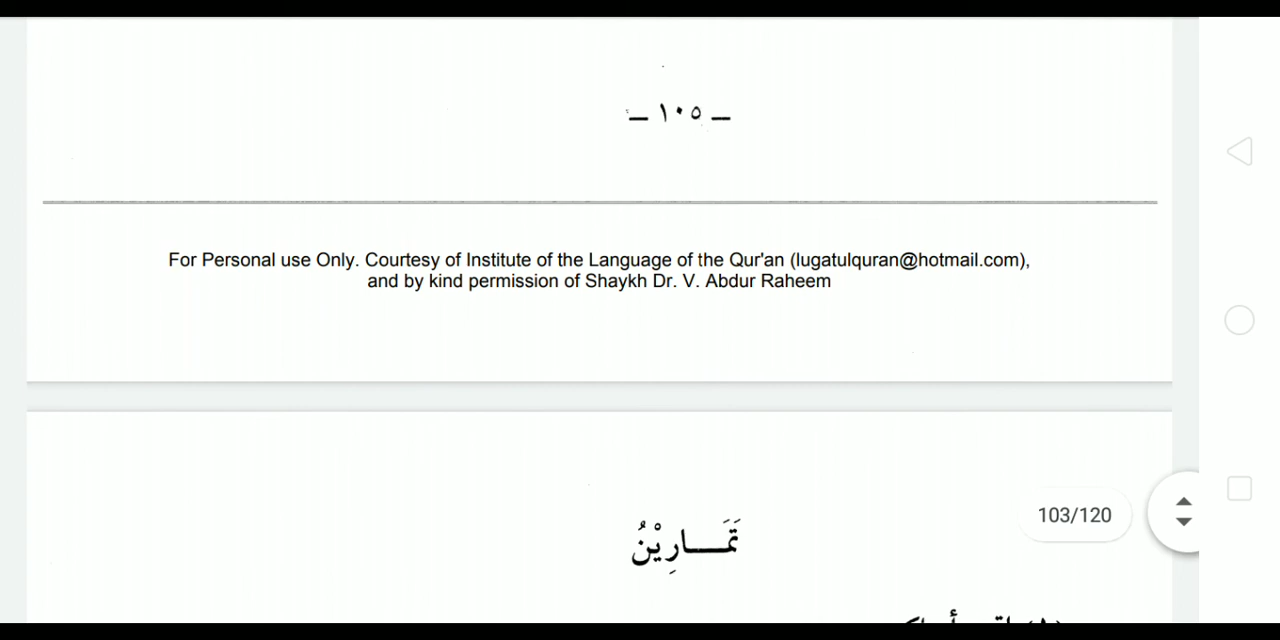 — ١٠٥ —
For Personal use Only. Courtesy of Institute of the Language of the Qur'an (lugatulquran@hotmail.com),
and by kind permission of Shaykh Dr. V. Abdur Raheem
103/120
تَمَـــارِيْنُ